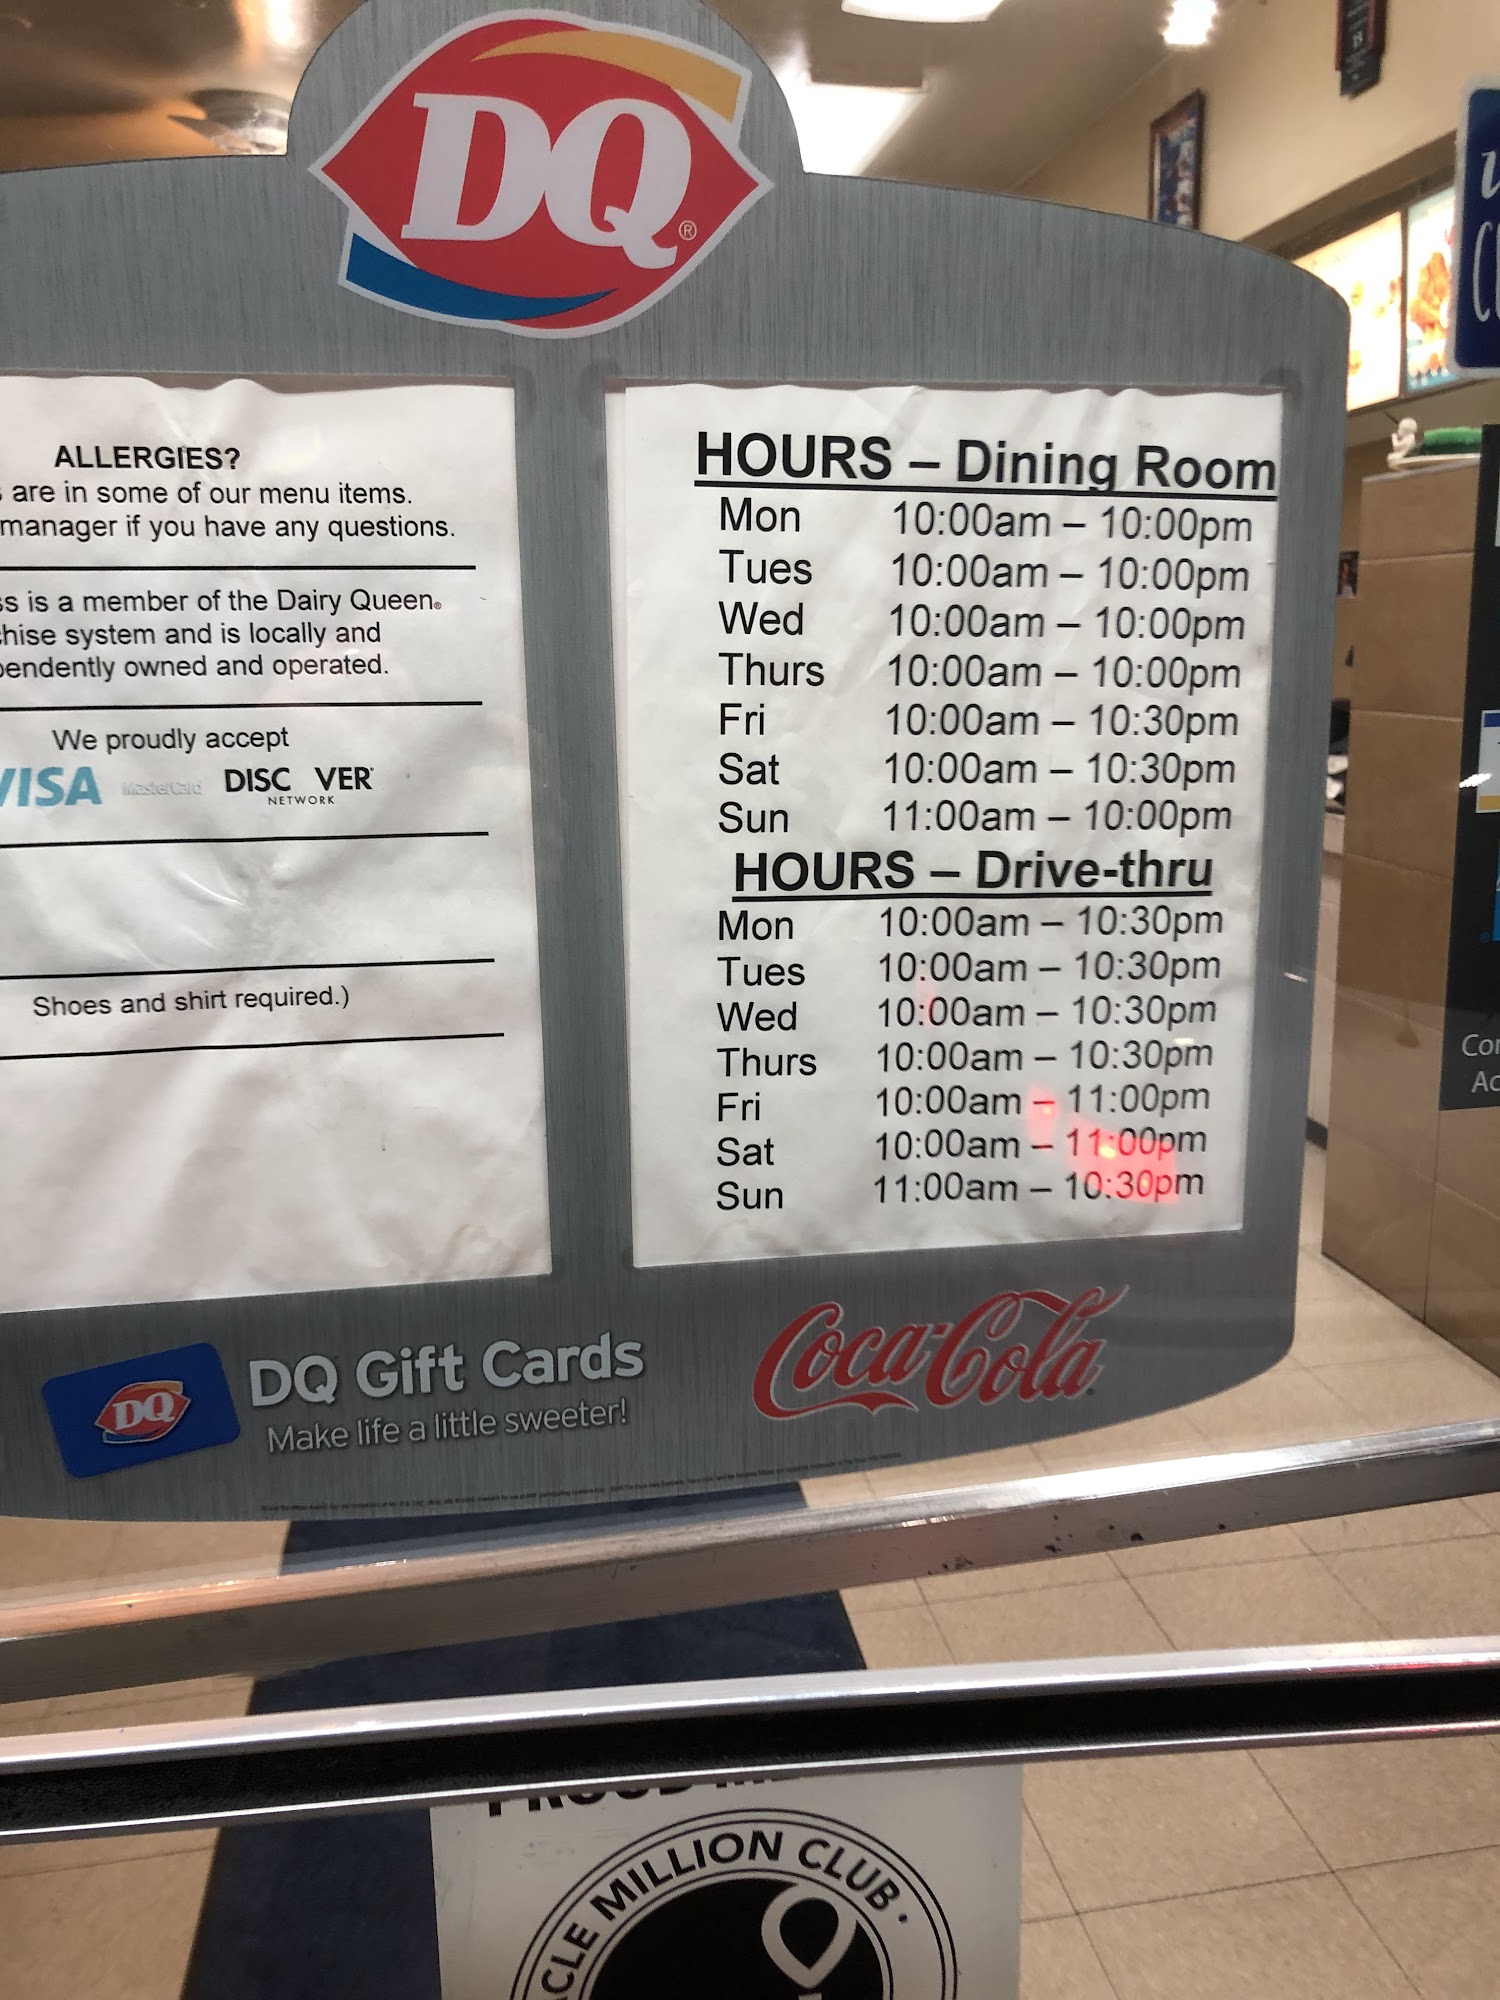 DQ®
ALLERGIES?
are in some of our menu items.
manager if you have any questions.
ss is a member of the Dairy Queen®
hise system and is locally and
pendently owned and operated.
We proudly accept
VISA MasterCard DISC VER
NETWORK
Shoes and shirt required.)
HOURS – Dining Room
Mon 10:00am – 10:00pm
Tues 10:00am – 10:00pm
Wed 10:00am – 10:00pm
Thurs 10:00am – 10:00pm
Fri 10:00am – 10:30pm
Sat 10:00am – 10:30pm
Sun 11:00am – 10:00pm
HOURS – Drive-thru
Mon 10:00am – 10:30pm
Tues 10:00am – 10:30pm
Wed 10:00am – 10:30pm
Thurs 10:00am – 10:30pm
Fri 10:00am – 11:00pm
Sat 10:00am – 11:00pm
Sun 11:00am – 10:30pm
DQ
DQ Gift Cards
Make life a little sweeter!
Coca-Cola
CLE MILLION CLUB